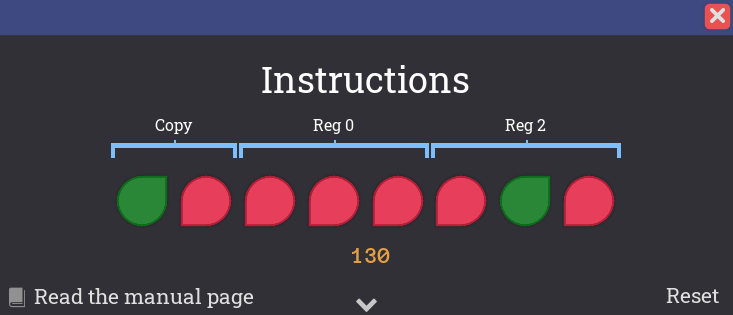 Instructions
Copy Reg 0 Reg 2
130
Read the manual page Reset